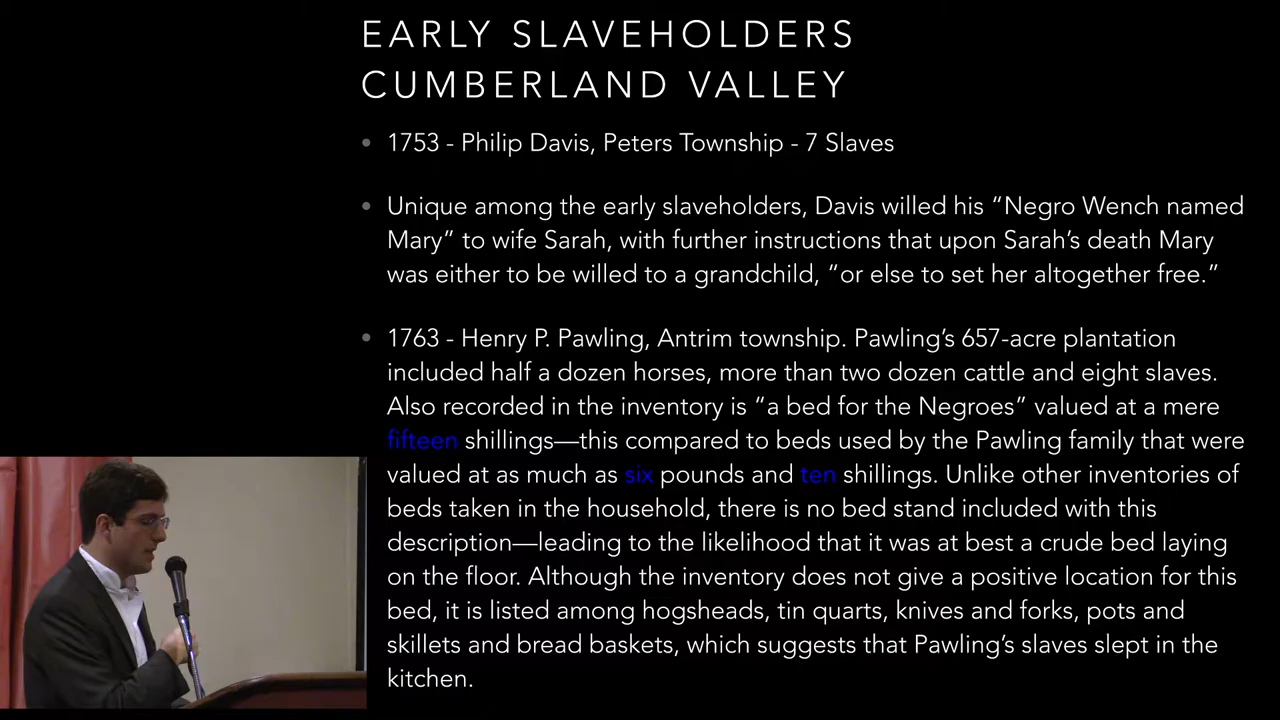 EARLY SLAVEHOLDERS
CUMBERLAND VALLEY
• 1753 - Philip Davis, Peters Township - 7 Slaves
• Unique among the early slaveholders, Davis willed his “Negro Wench named
Mary” to wife Sarah, with further instructions that upon Sarah’s death Mary
was either to be willed to a grandchild, “or else to set her altogether free.”
• 1763 - Henry P. Pawling, Antrim township. Pawling’s 657-acre plantation
included half a dozen horses, more than two dozen cattle and eight slaves.
Also recorded in the inventory is “a bed for the Negroes” valued at a mere
fifteen shillings—this compared to beds used by the Pawling family that were
valued at as much as six pounds and ten shillings. Unlike other inventories of
beds taken in the household, there is no bed stand included with this
description—leading to the likelihood that it was at best a crude bed laying
on the floor. Although the inventory does not give a positive location for this
bed, it is listed among hogsheads, tin quarts, knives and forks, pots and
skillets and bread baskets, which suggests that Pawling’s slaves slept in the
kitchen.